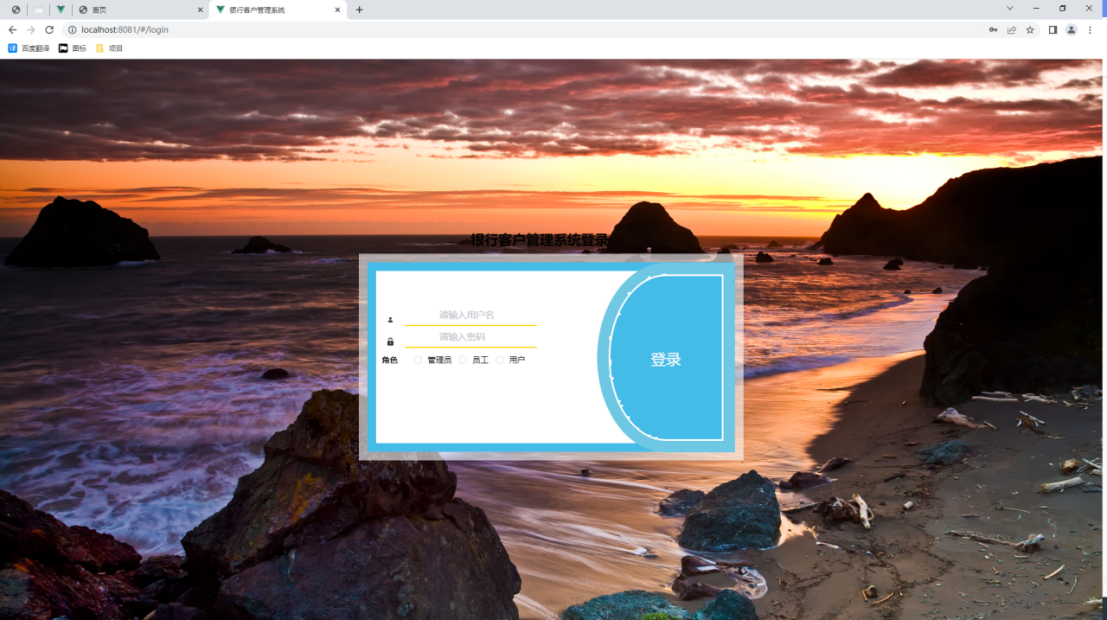 首页
银行客户管理系统
localhost:8081/#/login
百度翻译
图标
项目
银行客户管理系统登录
请输入用户名
请输入密码
角色 管理员 员工 用户
登录